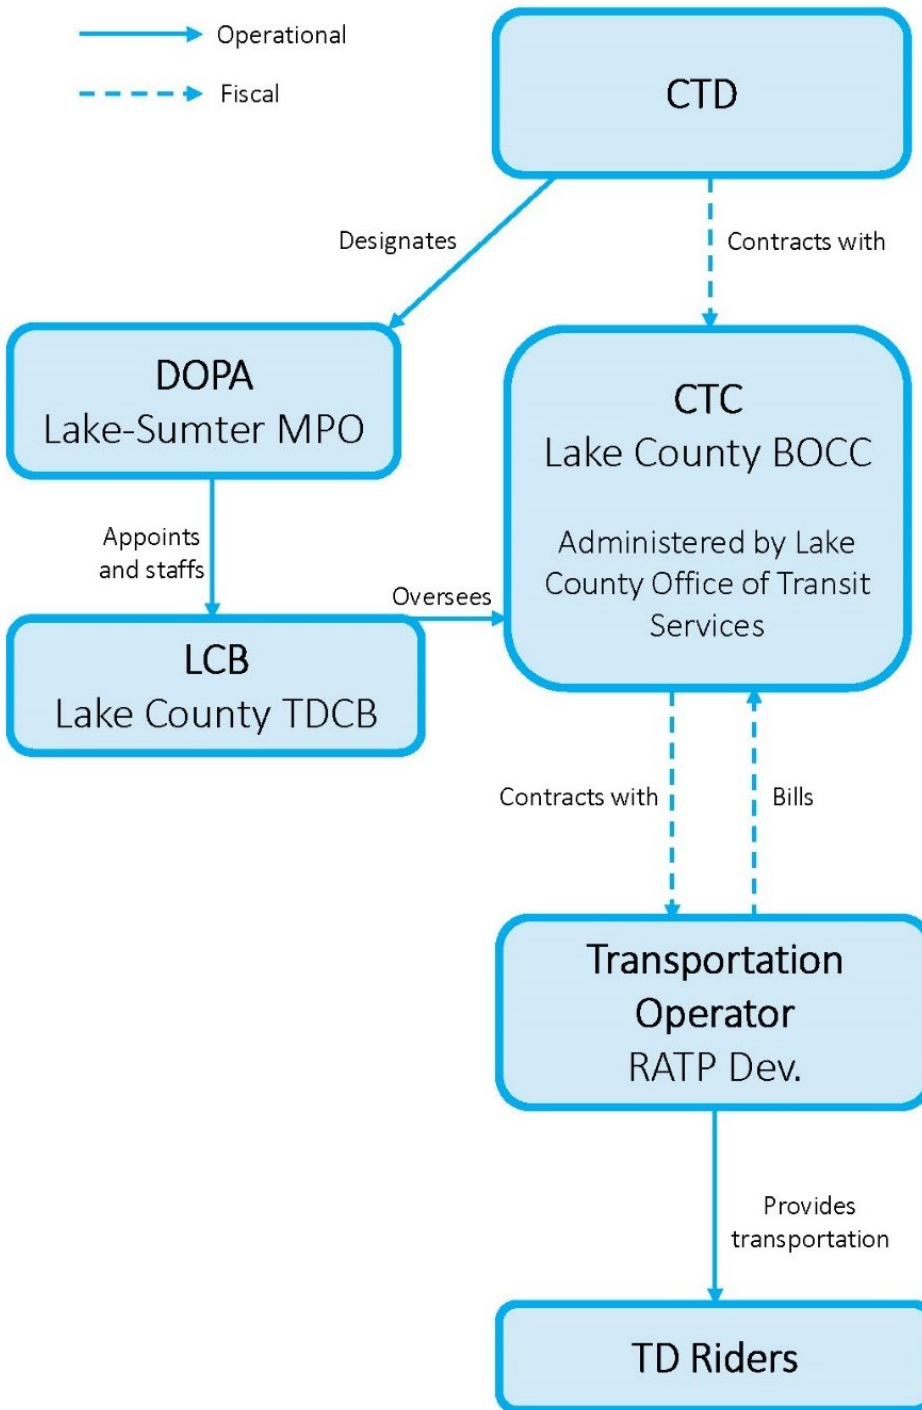 Operational
Fiscal
CTD
Designates
Contracts with
DOPA
Lake-Sumter MPO
CTC
Lake County BOCC
Administered by Lake
County Office of Transit
Services
Appoints
and staffs
Oversees
LCB
Lake County TDCB
Contracts with
Bills
Transportation
Operator
RATP Dev.
Provides
transportation
TD Riders